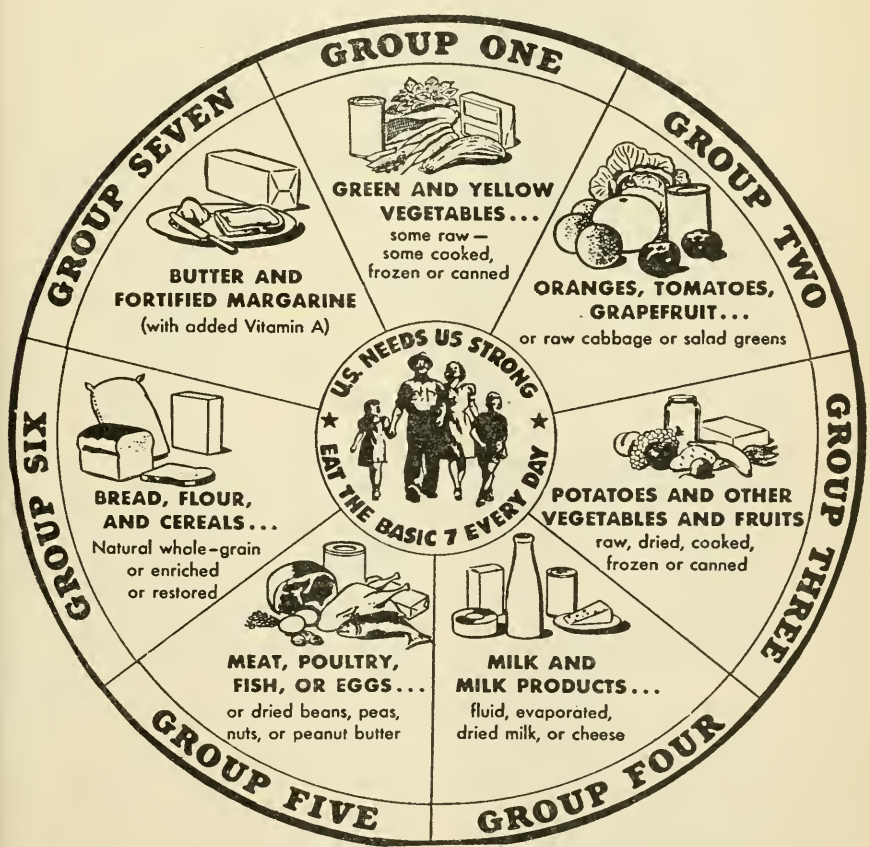 GROUP ONE
GREEN AND YELLOW
VEGETABLES...
some raw—
some cooked,
frozen or canned
GROUP TWO
ORANGES, TOMATOES,
GRAPEFRUIT...
or raw cabbage or salad greens
GROUP THREE
POTATOES AND OTHER
VEGETABLES AND FRUITS
raw, dried, cooked,
frozen or canned
GROUP FOUR
MILK AND
MILK PRODUCTS...
fluid, evaporated,
dried milk, or cheese
GROUP FIVE
MEAT, POULTRY,
FISH, OR EGGS...
or dried beans, peas,
nuts, or peanut butter
GROUP SIX
BREAD, FLOUR,
AND CEREALS...
Natural whole-grain
or enriched
or restored
GROUP SEVEN
BUTTER AND
FORTIFIED MARGARINE
(with added Vitamin A)
U.S. NEEDS US STRONG
EAT THE BASIC 7 EVERY DAY